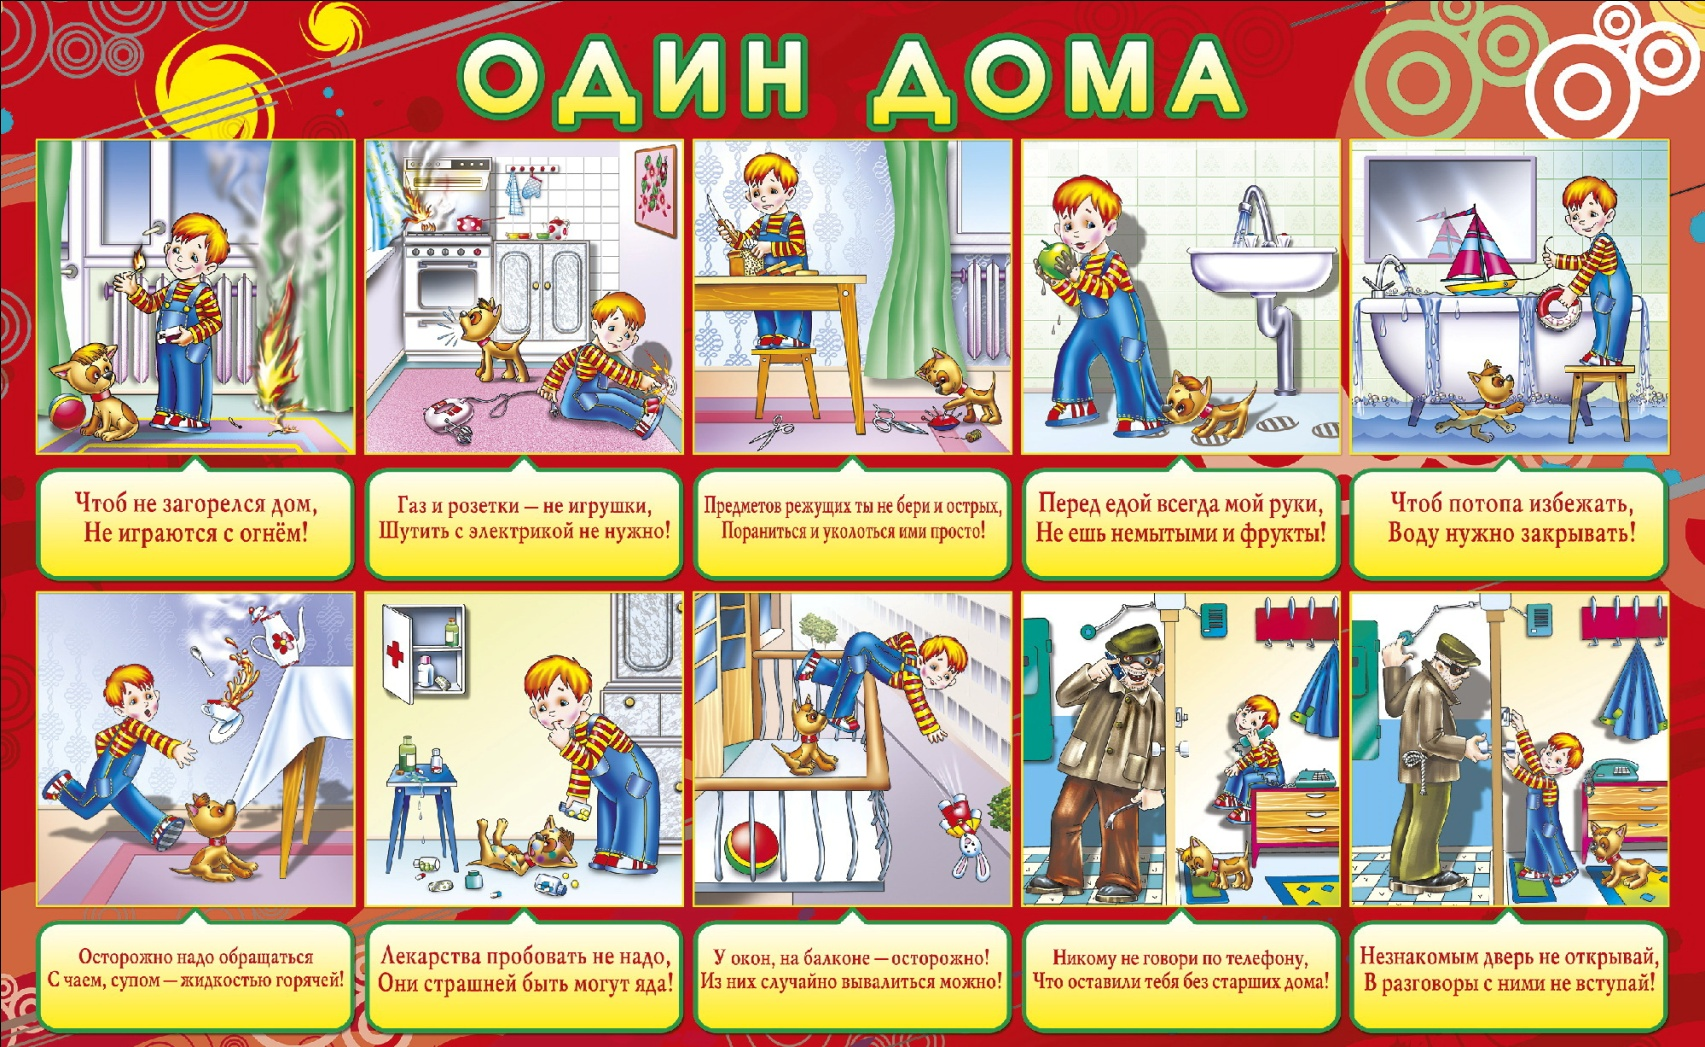 ОДИН ДОМА
Чтоб не загорелся дом,
Не играются с огнём!
Газ и розетки – не игрушки,
Шутить с электрикой не нужно!
Предметов режущих ты не бери и острых,
Пораниться и уколоться ими просто!
Перед едой всегда мой руки,
Не ешь немытыми и фрукты!
Чтоб потопа избежать,
Воду нужно закрывать!
Осторожно надо обращаться
С чаем, супом – жидкостью горячей!
Лекарства пробовать не надо,
Они страшней быть могут яда!
У окон, на балконе – осторожно!
Из них случайно вывалиться можно!
Никому не говори по телефону,
Что оставили тебя без старших дома!
Незнакомым дверь не открывай,
В разговоры с ними не вступай!